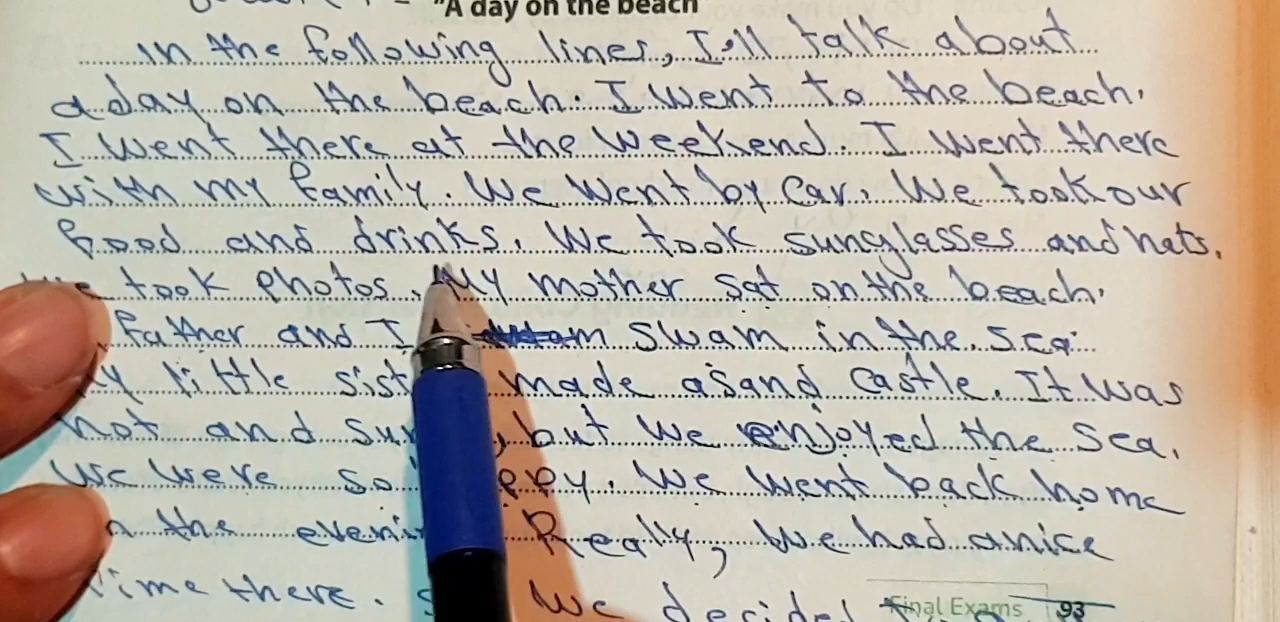 "A day on the beach
In the following lines, I'll talk about
a day on the beach. I went to the beach.
I went there at the weekend. I went there
with my family. We went by car. We took our
food and drinks. We took sunglasses and hats.
took photos. My mother sat on the beach.
father and I swam in the sea.
little sist made a sand castle. It was
hot and sun , but we enjoyed the sea.
We were so ppy. We went back home
the eveni Really, we had a nice
time there. We decided
Final Exams 93